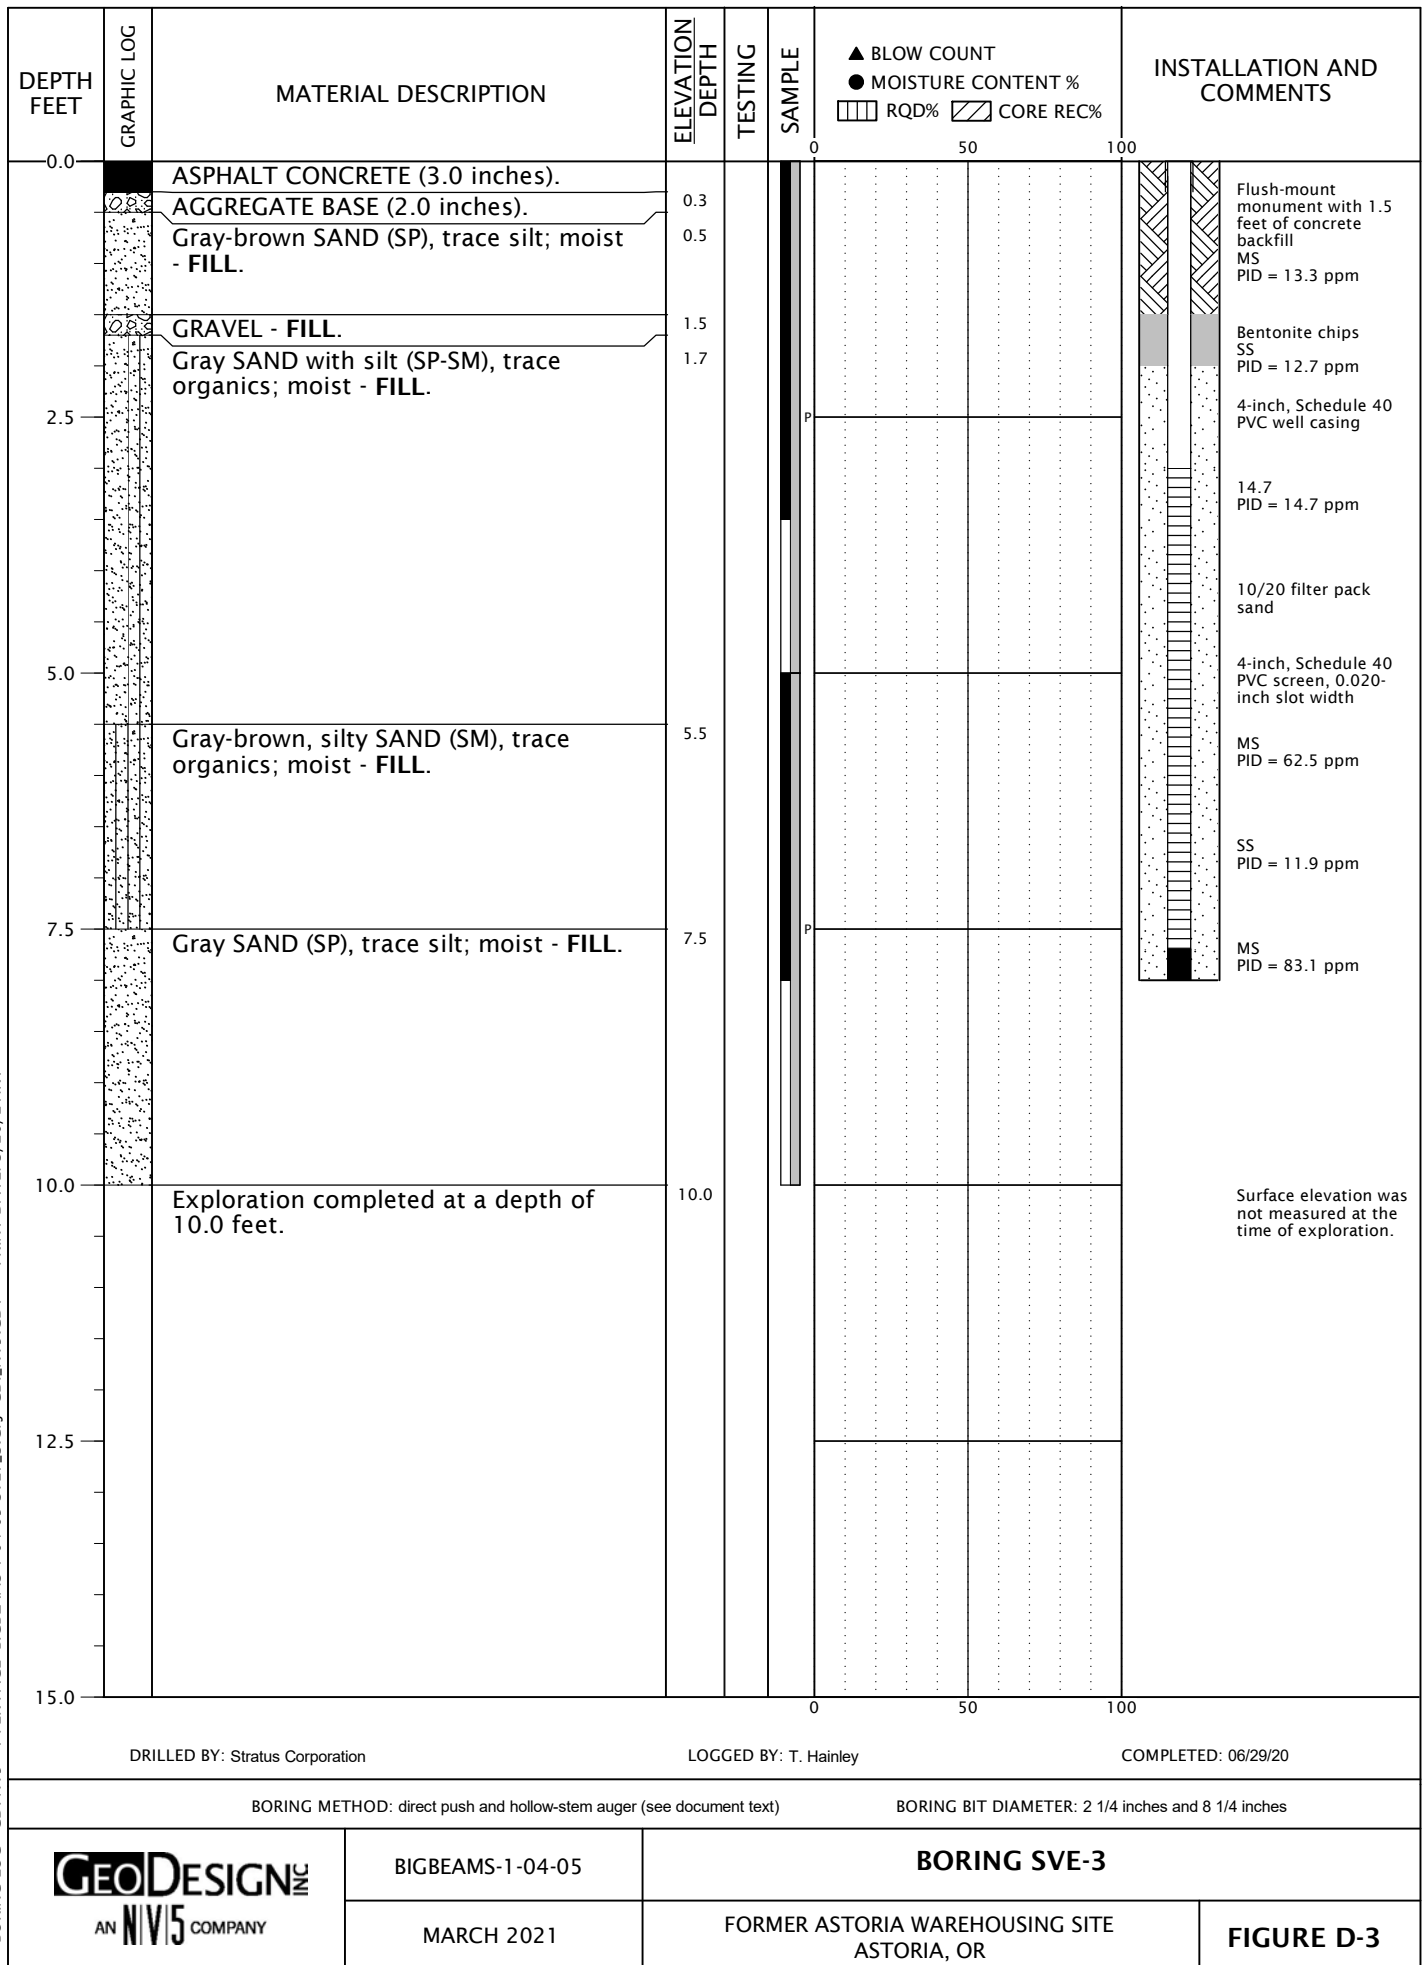 DEPTH
FEET
GRAPHIC LOG
MATERIAL DESCRIPTION
ELEVATION
DEPTH
TESTING
SAMPLE
▲ BLOW COUNT
● MOISTURE CONTENT %
RQD% CORE REC%
INSTALLATION AND
COMMENTS
0 50 100
0.0
ASPHALT CONCRETE (3.0 inches).
AGGREGATE BASE (2.0 inches).
0.3
Gray-brown SAND (SP), trace silt; moist
- FILL.
0.5
Flush-mount
monument with 1.5
feet of concrete
backfill
MS
PID = 13.3 ppm
GRAVEL - FILL.
1.5
Gray SAND with silt (SP-SM), trace
organics; moist - FILL.
1.7
Bentonite chips
SS
PID = 12.7 ppm
2.5
P
4-inch, Schedule 40
PVC well casing
14.7
PID = 14.7 ppm
10/20 filter pack
sand
5.0
4-inch, Schedule 40
PVC screen, 0.020-
inch slot width
Gray-brown, silty SAND (SM), trace
organics; moist - FILL.
5.5
MS
PID = 62.5 ppm
SS
PID = 11.9 ppm
7.5
P
Gray SAND (SP), trace silt; moist - FILL.
7.5
MS
PID = 83.1 ppm
10.0
Exploration completed at a depth of
10.0 feet.
10.0
Surface elevation was
not measured at the
time of exploration.
12.5
15.0
0 50 100
DRILLED BY: Stratus Corporation
LOGGED BY: T. Hainley
COMPLETED: 06/29/20
BORING METHOD: direct push and hollow-stem auger (see document text)
BORING BIT DIAMETER: 2 1/4 inches and 8 1/4 inches
GEODESIGN INC
AN N|V|5 COMPANY
BIGBEAMS-1-04-05
MARCH 2021
BORING SVE-3
FORMER ASTORIA WAREHOUSING SITE
ASTORIA, OR
FIGURE D-3